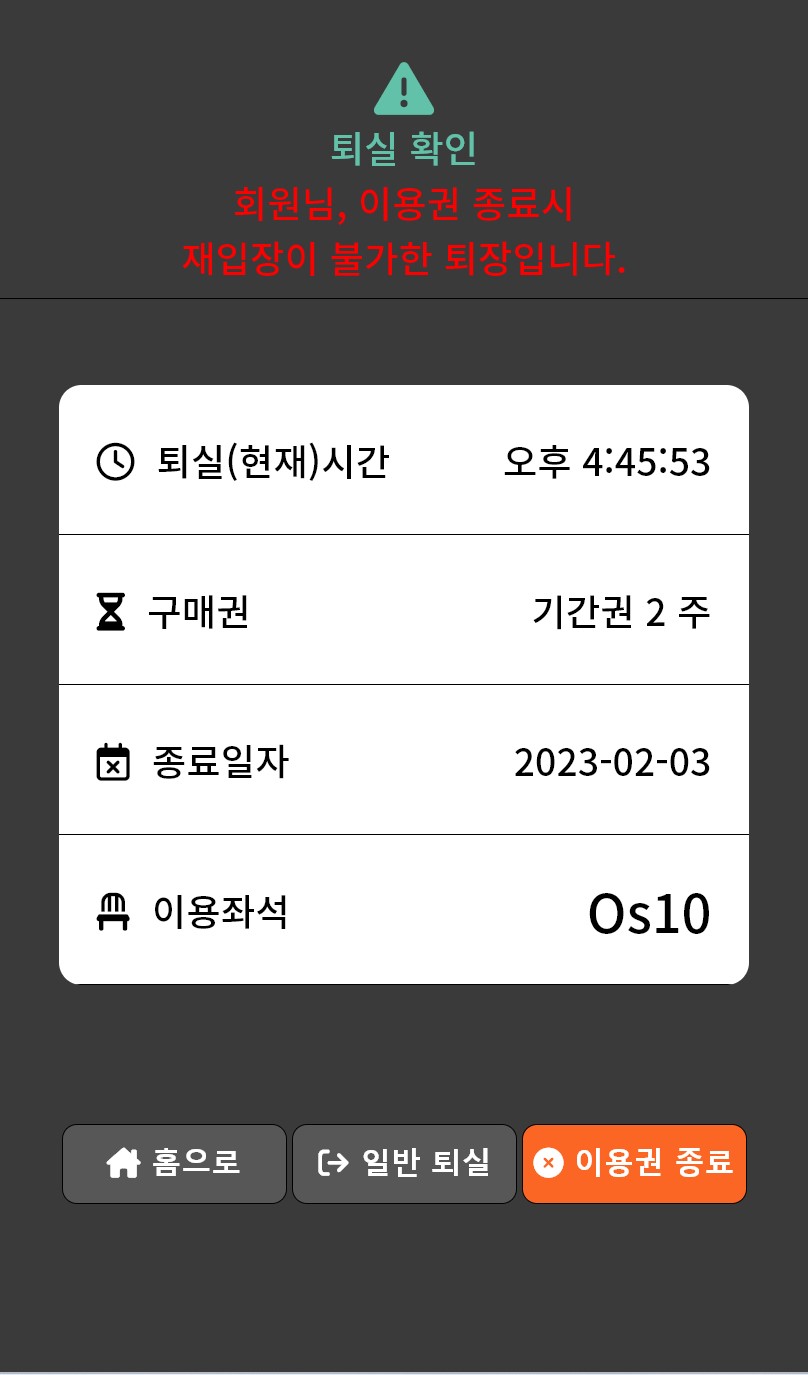 퇴실 확인
회원님, 이용권 종료시
재입장이 불가한 퇴장입니다.
퇴실(현재)시간 오후 4:45:53
구매권 기간권 2 주
종료일자 2023-02-03
이용좌석 Os10
홈으로 일반 퇴실 이용권 종료